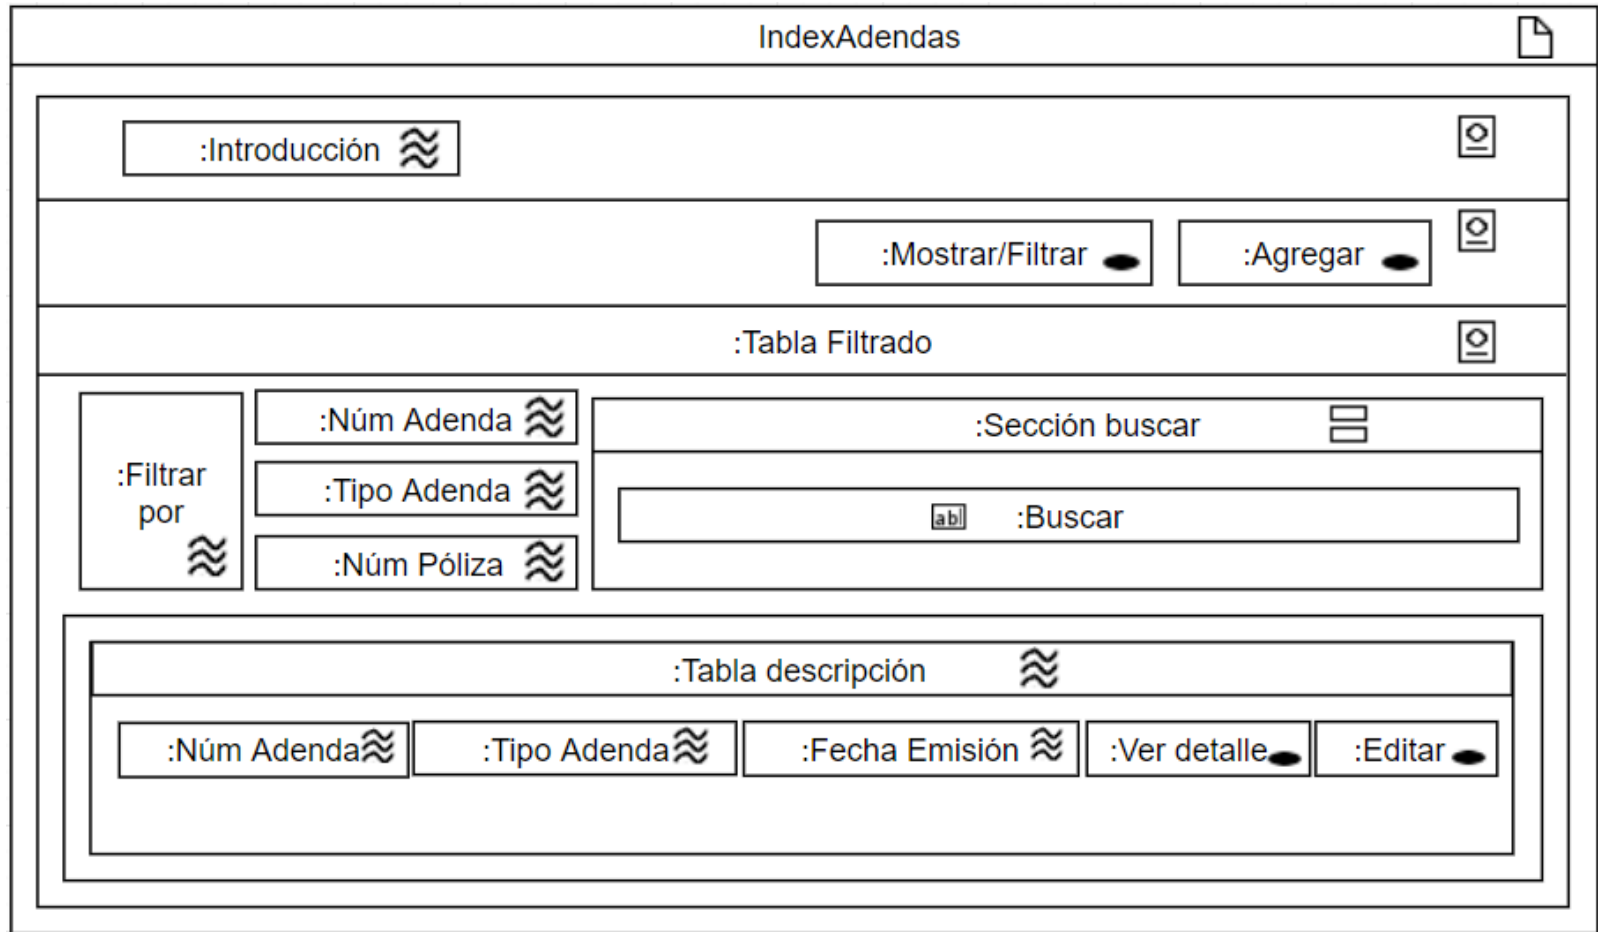 IndexAdendas
:Introducción
:Mostrar/Filtrar
:Agregar
:Tabla Filtrado
:Filtrar
por
:Núm Adenda
:Tipo Adenda
:Núm Póliza
:Sección buscar
ab
:Buscar
:Tabla descripción
:Núm Adenda
:Tipo Adenda
:Fecha Emisión
:Ver detalle
:Editar